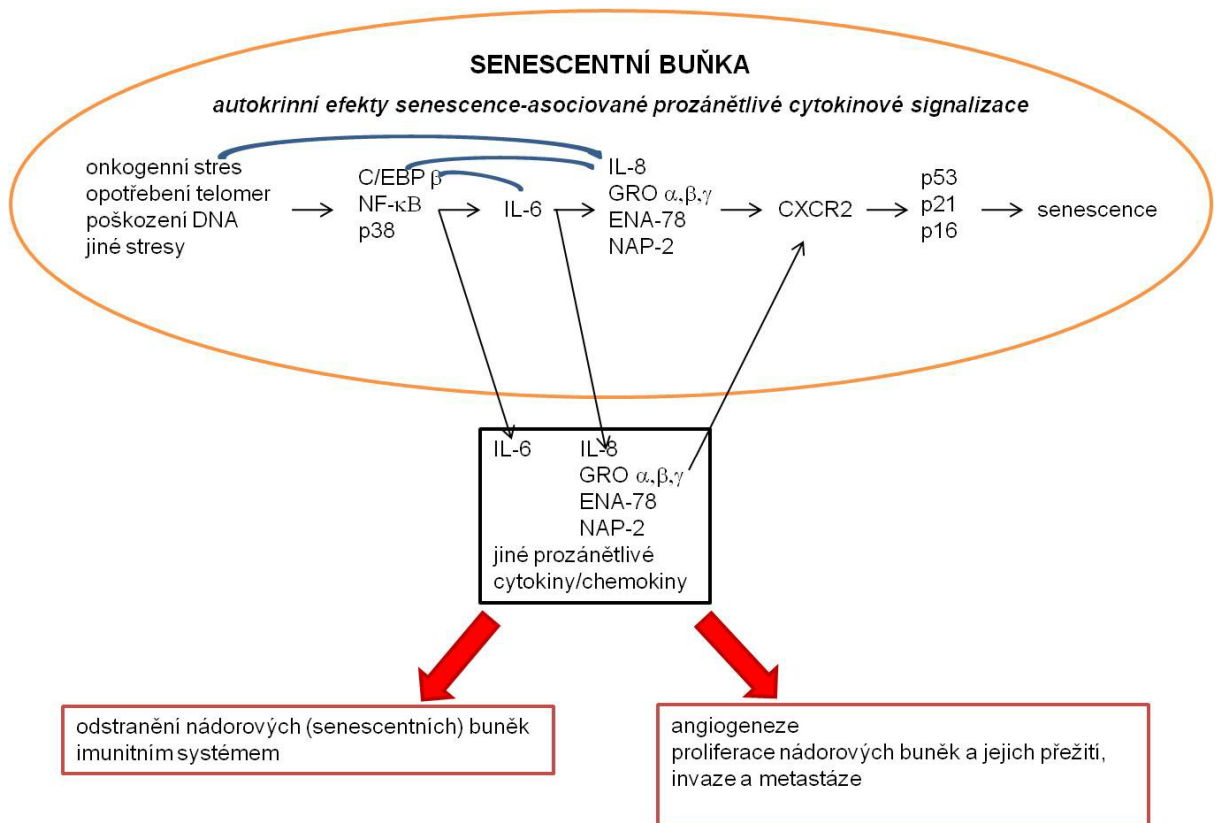 SENESCENTNÍ BUŇKA
autokrinní efekty senescence-asociované prozánětlivé cytokinové signalizace
onkogenní stres
opotřebení telomer
poškození DNA
jiné stresy
C/EBP β
NF-κB
p38
IL-6
IL-8
GRO α,β,γ
ENA-78
NAP-2
CXCR2
p53
p21
p16
senescence
IL-6
IL-8
GRO α,β,γ
ENA-78
NAP-2
jiné prozánětlivé
cytokiny/chemokiny
odstranění nádorových (senescentních) buněk
imunitním systémem
angiogeneze
proliferace nádorových buněk a jejich přežití,
invaze a metastáze